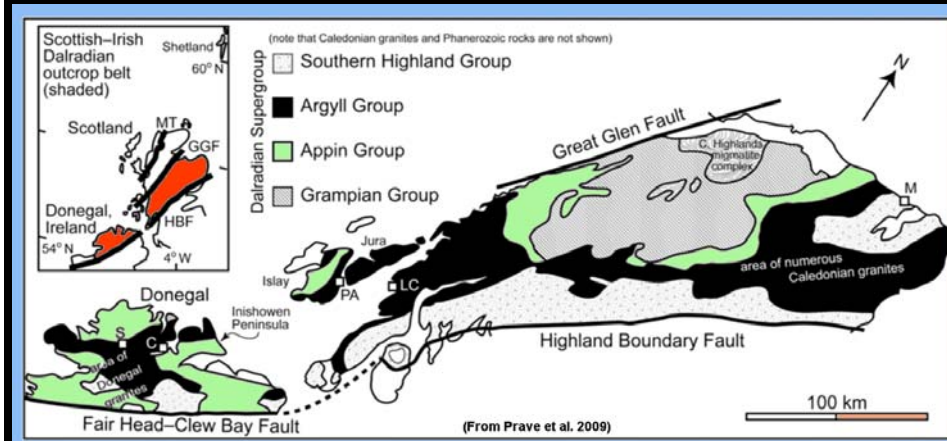 Scottish–Irish
Dalradian
outcrop belt
(shaded)
Shetland
60° N
Scotland
MT
GGF
HBF
Donegal,
Ireland
54° N
4° W
(note that Caledonian granites and Phanerozoic rocks are not shown)
Dalradian Supergroup
Southern Highland Group
Argyll Group
Appin Group
Grampian Group
N
Great Glen Fault
C. Highlands
migmatite
complex
M
area of numerous
Caledonian granites
Jura
Islay
PA
LC
Donegal
Inishowen
Peninsula
S
C
area of
Donegal
granites
Highland Boundary Fault
Fair Head–Clew Bay Fault
(From Prave et al. 2009)
100 km